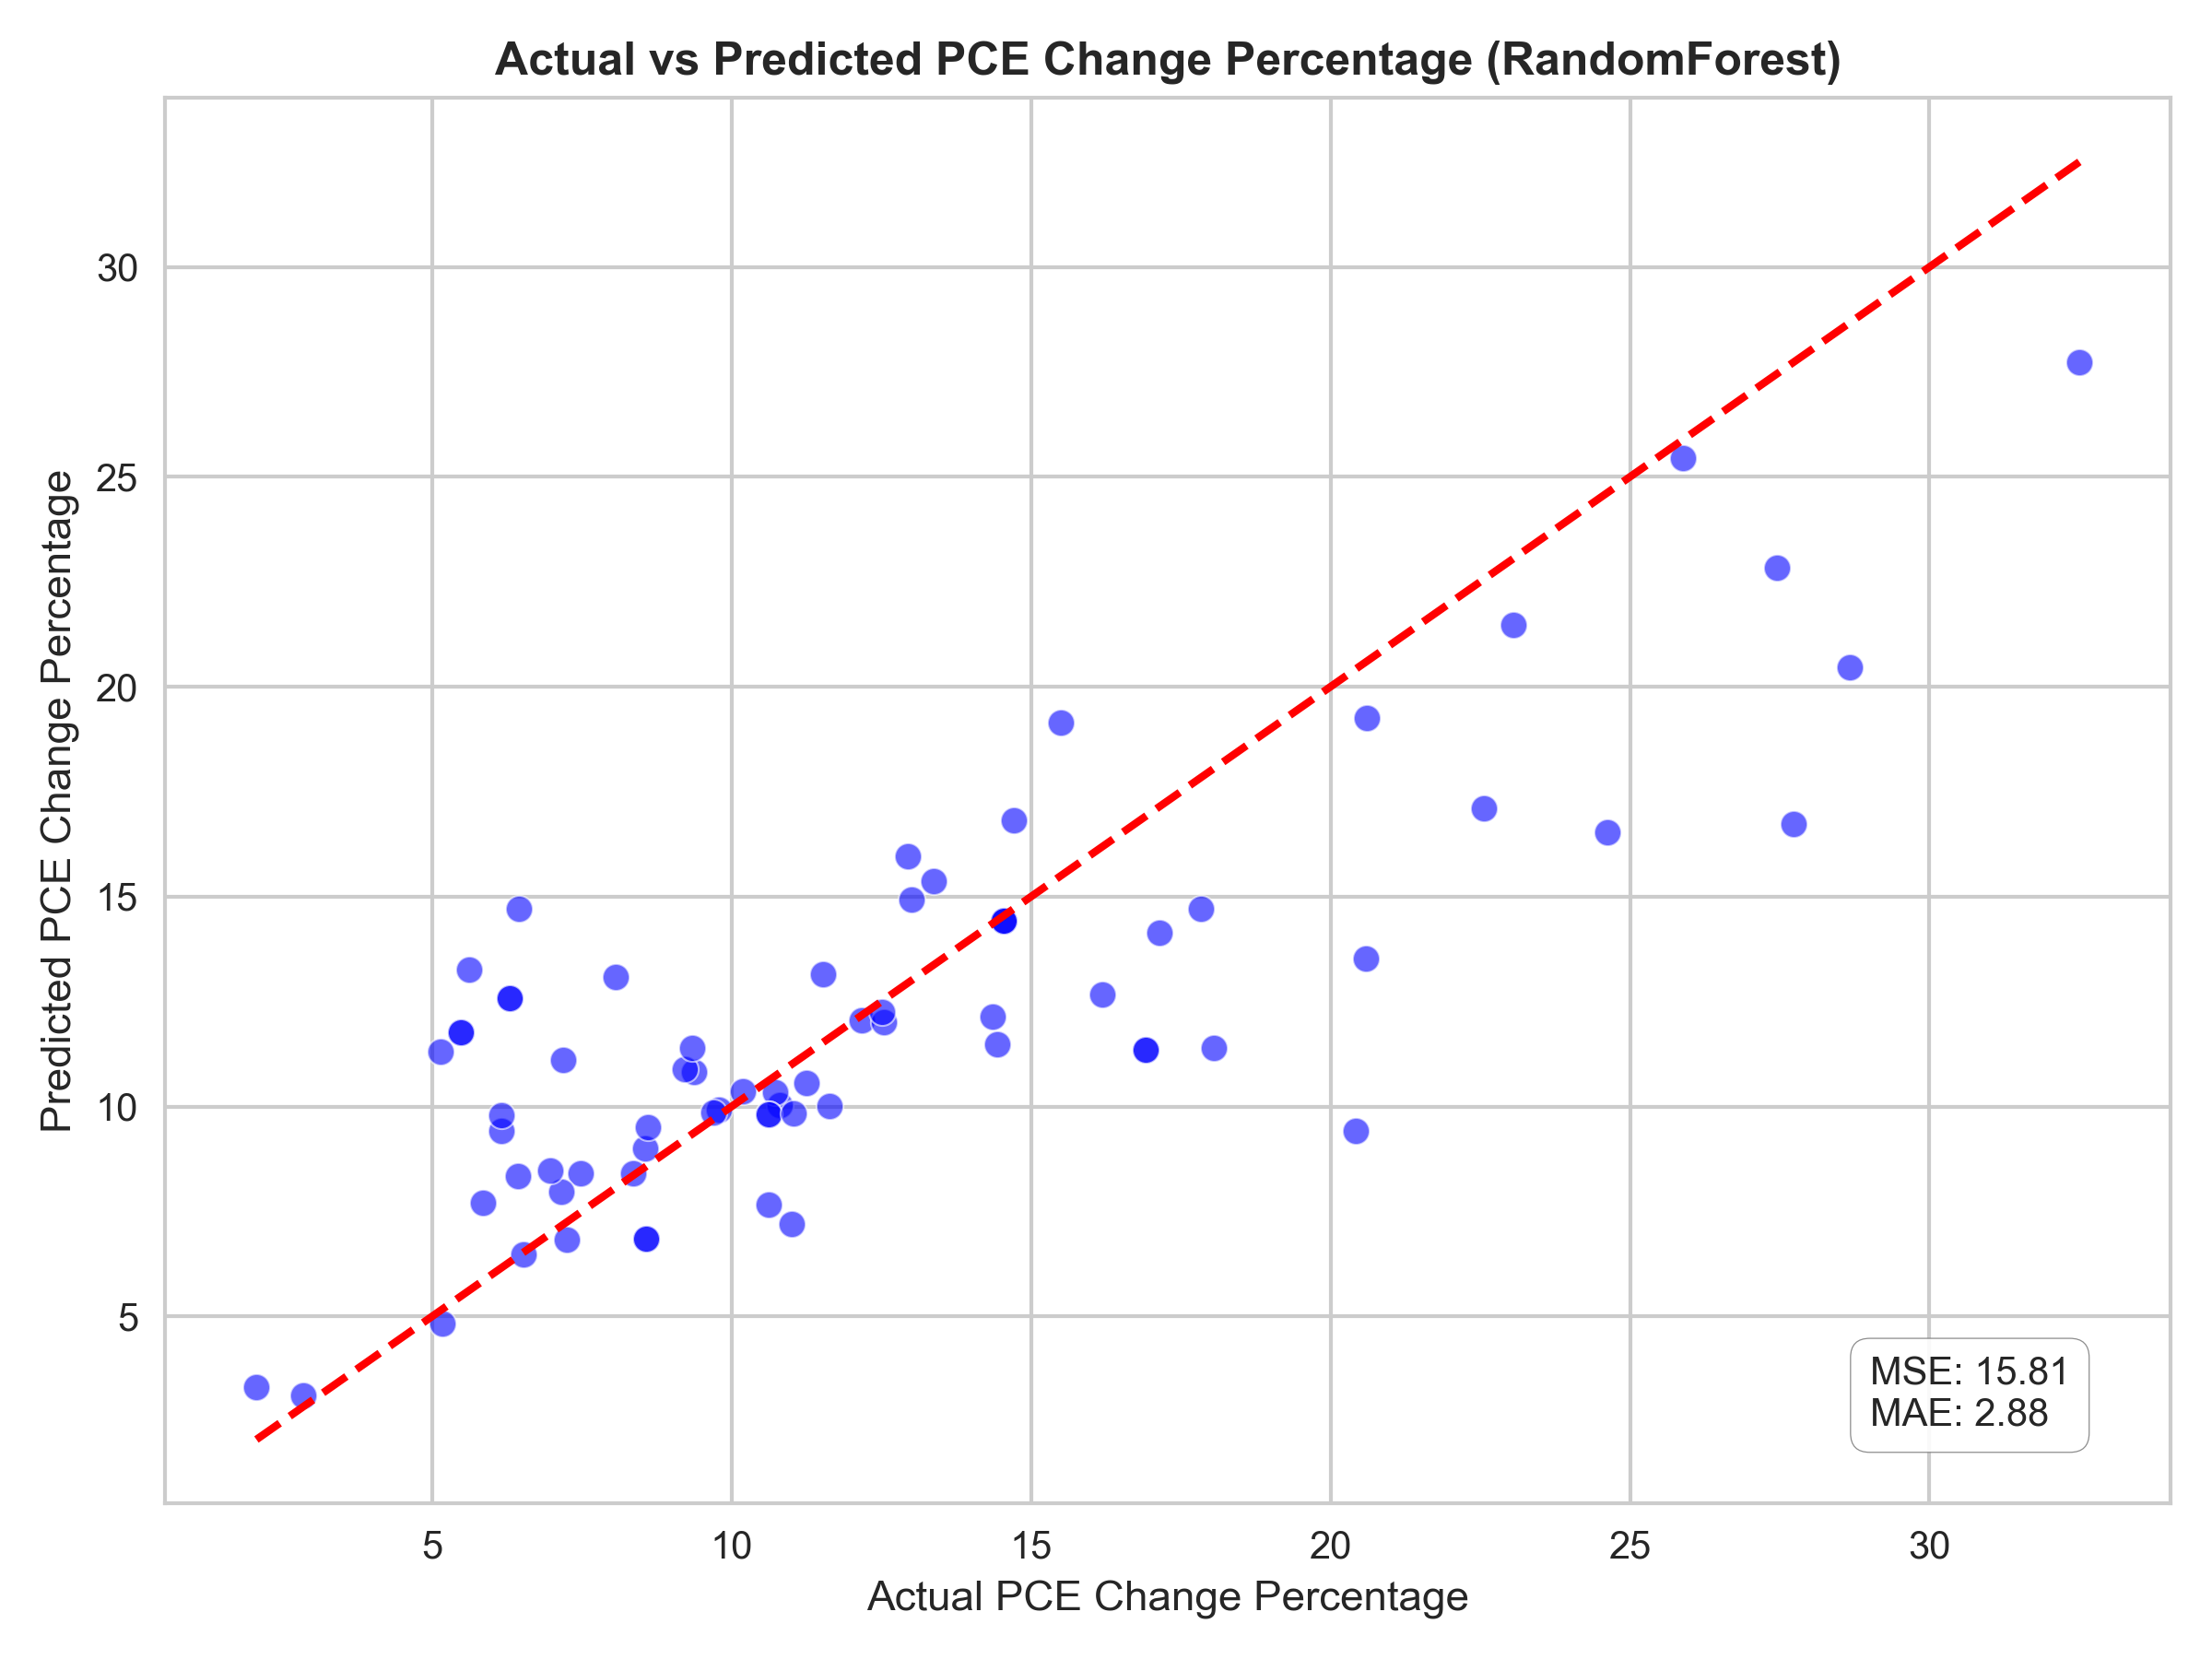 Actual vs Predicted PCE Change Percentage (RandomForest)
Predicted PCE Change Percentage
30
25
20
15
10
5
MSE: 15.81
MAE: 2.88
5 10 15 20 25 30
Actual PCE Change Percentage